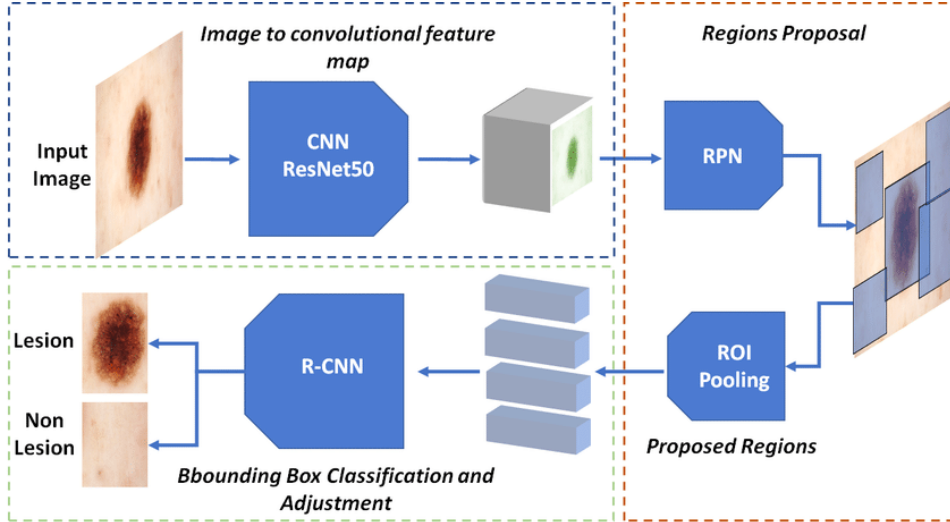 Image to convolutional feature
map
Input
Image
CNN
ResNet50
Regions Proposal
RPN
ROI
Pooling
Proposed Regions
R-CNN
Lesion
Non
Lesion
Bbounding Box Classification and
Adjustment